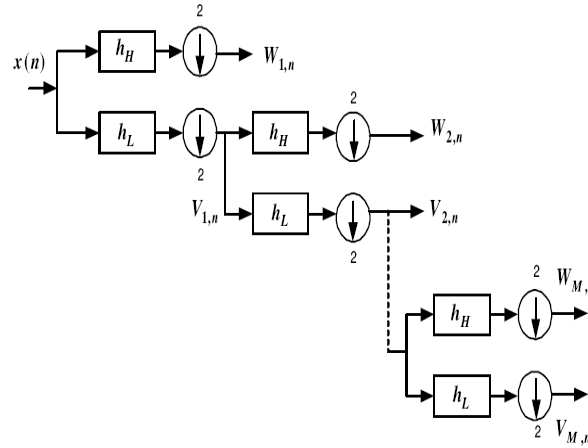 2
x(n)
h_H
W_{1,n}
2
h_L
h_H
W_{2,n}
2
V_{1,n}
h_L
V_{2,n}
2
2
W_{M,
h_H
h_L
2
V_{M,n